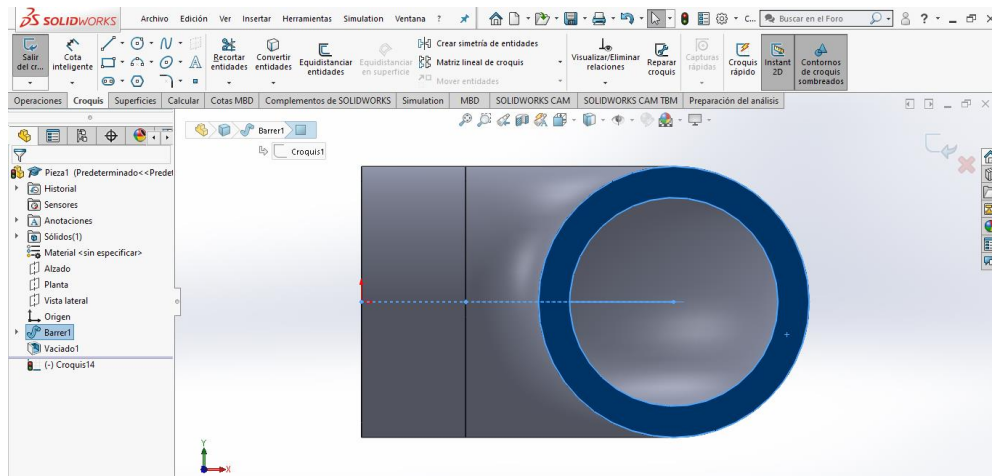 SOLIDWORKS Archivo Edición Ver Insertar Herramientas Simulation Ventana ? C... Buscar en el Foro ?
Salir del cr...
Cota inteligente
Recortar entidades
Convertir entidades
Equidistanciar entidades
Equidistanciar en superficie
Crear simetría de entidades
Matriz lineal de croquis
Mover entidades
Visualizar/Eliminar relaciones
Reparar croquis
Capturas rápidas
Croquis rápido
Instant 2D
Contornos de croquis sombreados
Operaciones Croquis Superficies Calcular Cotas MBD Complementos de SOLIDWORKS Simulation MBD SOLIDWORKS CAM SOLIDWORKS CAM TBM Preparación del análisis
Barrer1
Croquis1
Pieza1 (Predeterminado<<Predet
Historial
Sensores
Anotaciones
Sólidos(1)
Material <sin especificar>
Alzado
Planta
Vista lateral
Origen
Barrer1
Vaciado1
(-) Croquis14
Y
X